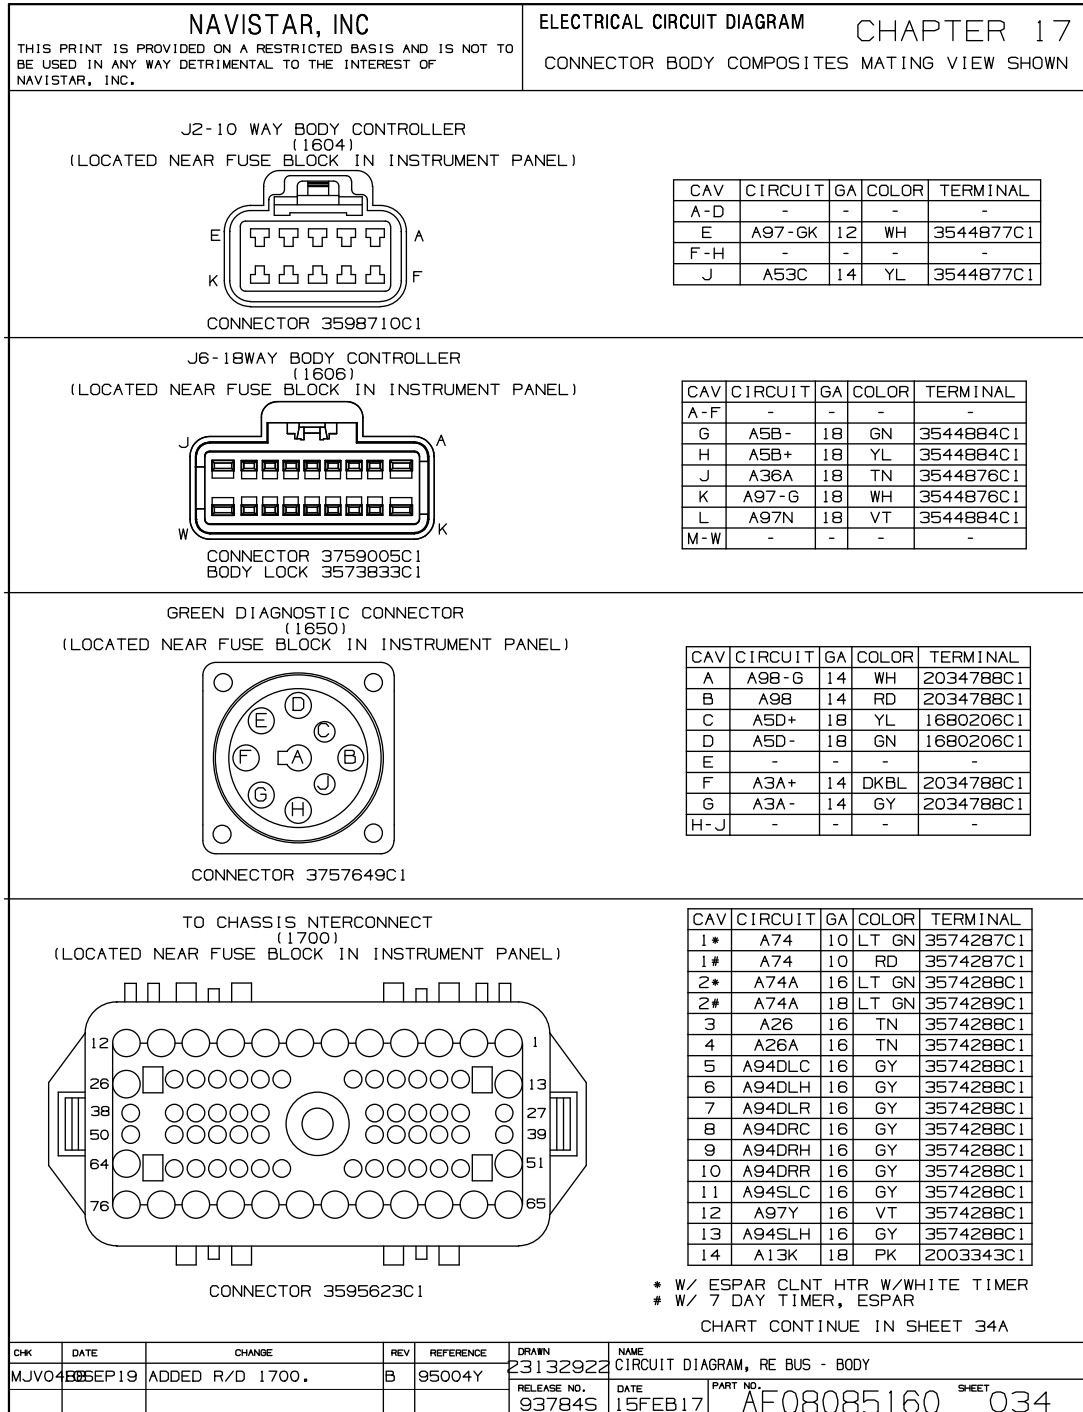 NAVISTAR, INC
THIS PRINT IS PROVIDED ON A RESTRICTED BASIS AND IS NOT TO
BE USED IN ANY WAY DETRIMENTAL TO THE INTEREST OF
NAVISTAR, INC.
ELECTRICAL CIRCUIT DIAGRAM CHAPTER 17
CONNECTOR BODY COMPOSITES MATING VIEW SHOWN
J2-10 WAY BODY CONTROLLER
(1604)
(LOCATED NEAR FUSE BLOCK IN INSTRUMENT PANEL)
E A
K F
CONNECTOR 3598710C1
CAV CIRCUIT GA COLOR TERMINAL
A-D - - - -
E A97-GK 12 WH 3544877C1
F-H - - - -
J A53C 14 YL 3544877C1
J6-18WAY BODY CONTROLLER
(1606)
(LOCATED NEAR FUSE BLOCK IN INSTRUMENT PANEL)
J A
W K
CONNECTOR 3759005C1
BODY LOCK 3573833C1
CAV CIRCUIT GA COLOR TERMINAL
A-F - - - -
G A5B- 18 GN 3544884C1
H A5B+ 18 YL 3544884C1
J A36A 18 TN 3544876C1
K A97-G 18 WH 3544876C1
L A97N 18 VT 3544884C1
M-W - - - -
GREEN DIAGNOSTIC CONNECTOR
(1650)
(LOCATED NEAR FUSE BLOCK IN INSTRUMENT PANEL)
D
E C
F A B
G J
H
CONNECTOR 3757649C1
CAV CIRCUIT GA COLOR TERMINAL
A A98-G 14 WH 2034788C1
B A98 14 RD 2034788C1
C A5D+ 18 YL 1680206C1
D A5D- 18 GN 1680206C1
E - - - -
F A3A+ 14 DKBL 2034788C1
G A3A- 14 GY 2034788C1
H-J - - - -
TO CHASSIS NTERCONNECT
(1700)
(LOCATED NEAR FUSE BLOCK IN INSTRUMENT PANEL)
12 1
26 13
38 27
50 39
64 51
76 65
CONNECTOR 3595623C1
CAV CIRCUIT GA COLOR TERMINAL
1* A74 10 LT GN 3574287C1
1# A74 10 RD 3574287C1
2* A74A 16 LT GN 3574288C1
2# A74A 18 LT GN 3574289C1
3 A26 16 TN 3574288C1
4 A26A 16 TN 3574288C1
5 A94DLC 16 GY 3574288C1
6 A94DLH 16 GY 3574288C1
7 A94DLR 16 GY 3574288C1
8 A94DRC 16 GY 3574288C1
9 A94DRH 16 GY 3574288C1
10 A94DRR 16 GY 3574288C1
11 A94SLC 16 GY 3574288C1
12 A97Y 16 VT 3574288C1
13 A94SLH 16 GY 3574288C1
14 A13K 18 PK 2003343C1
* W/ ESPAR CLNT HTR W/WHITE TIMER
# W/ 7 DAY TIMER, ESPAR
CHART CONTINUE IN SHEET 34A
CHK DATE CHANGE REV REFERENCE DRAWN NAME
ADDED R/D 1700. B 95004Y 23132922 CIRCUIT DIAGRAM, RE BUS - BODY
RELEASE NO. DATE PART NO. SHEET
93784S 15FEB17 AF08085160 034